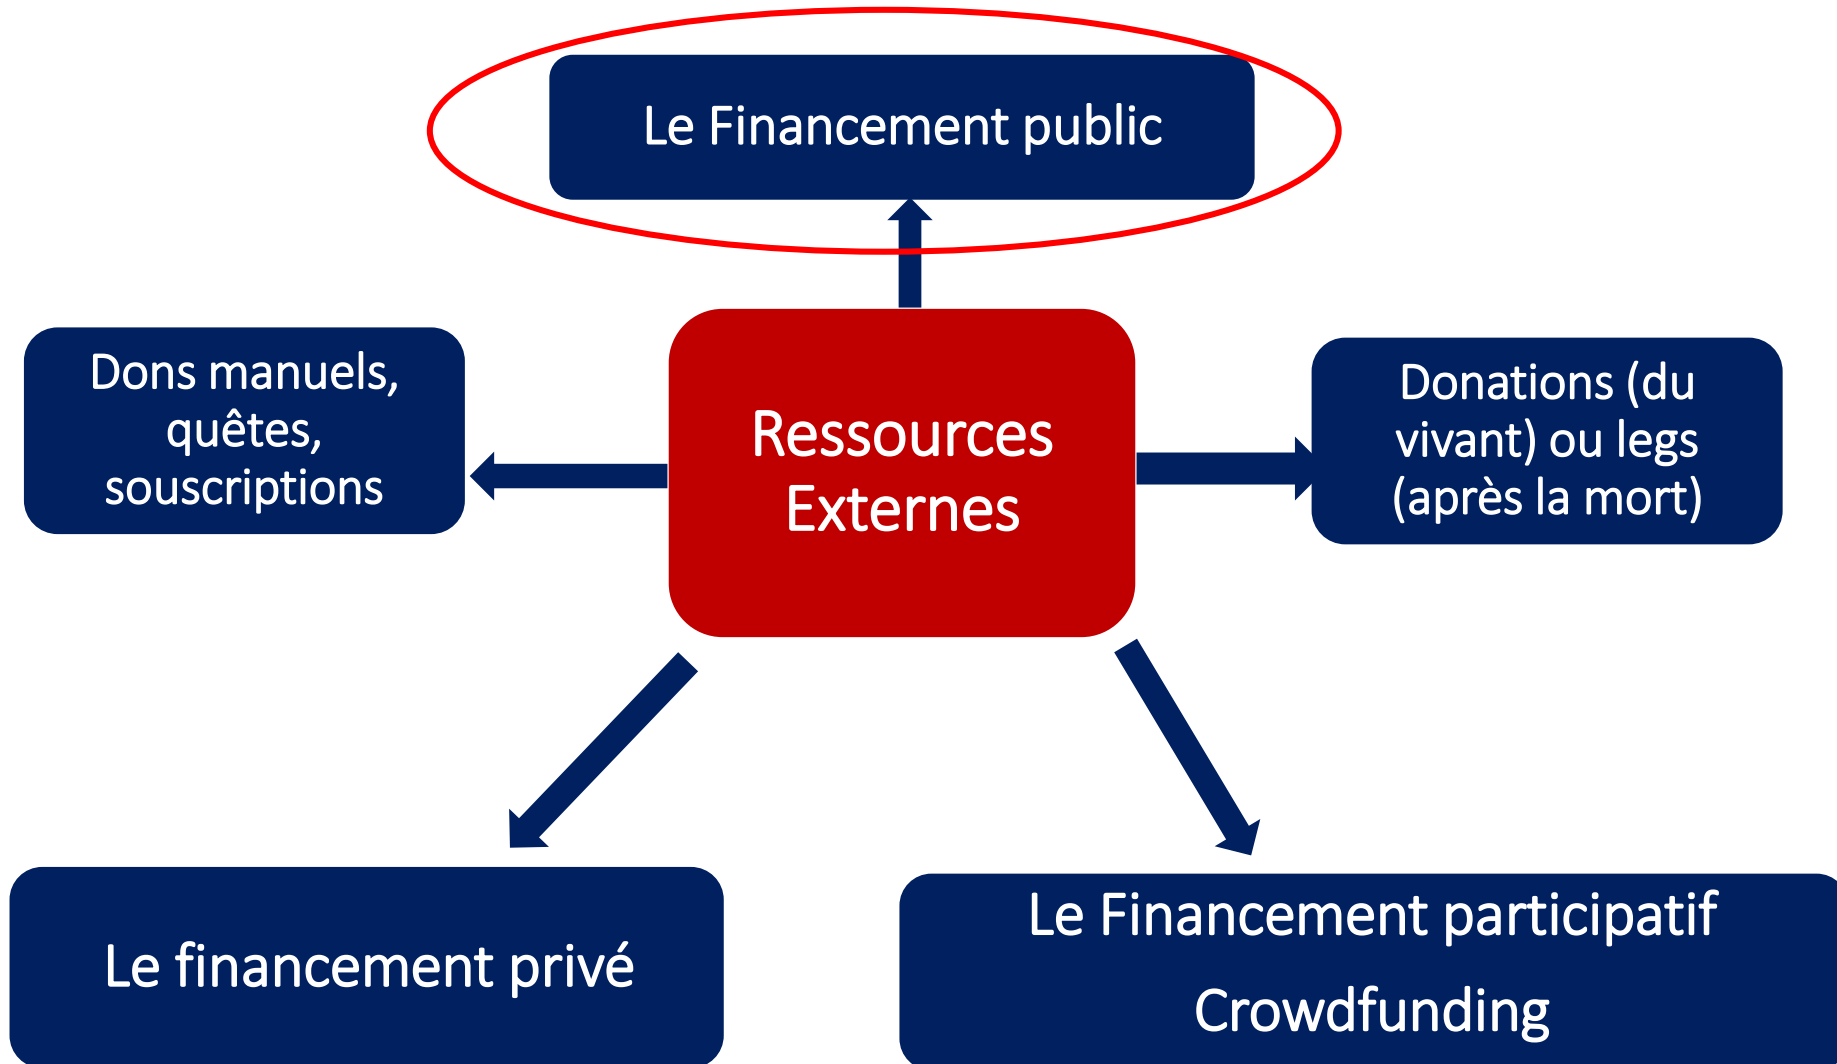 Le Financement public
Dons manuels,
quêtes,
souscriptions
Ressources
Externes
Donations (du
vivant) ou legs
(après la mort)
Le financement privé
Le Financement participatif
Crowdfunding